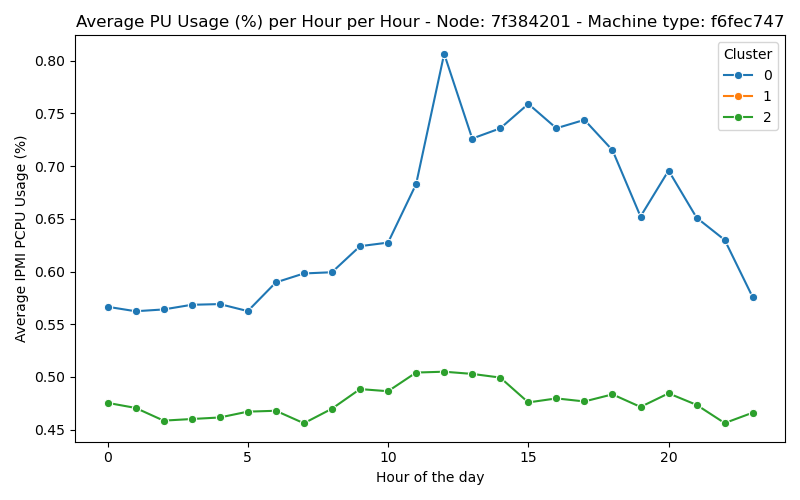 Average PU Usage (%) per Hour per Hour - Node: 7f384201 - Machine type: f6fec747
Cluster
0
1
2
Average IPMI PCPU Usage (%)
0.80
0.75
0.70
0.65
0.60
0.55
0.50
0.45
0 5 10 15 20
Hour of the day